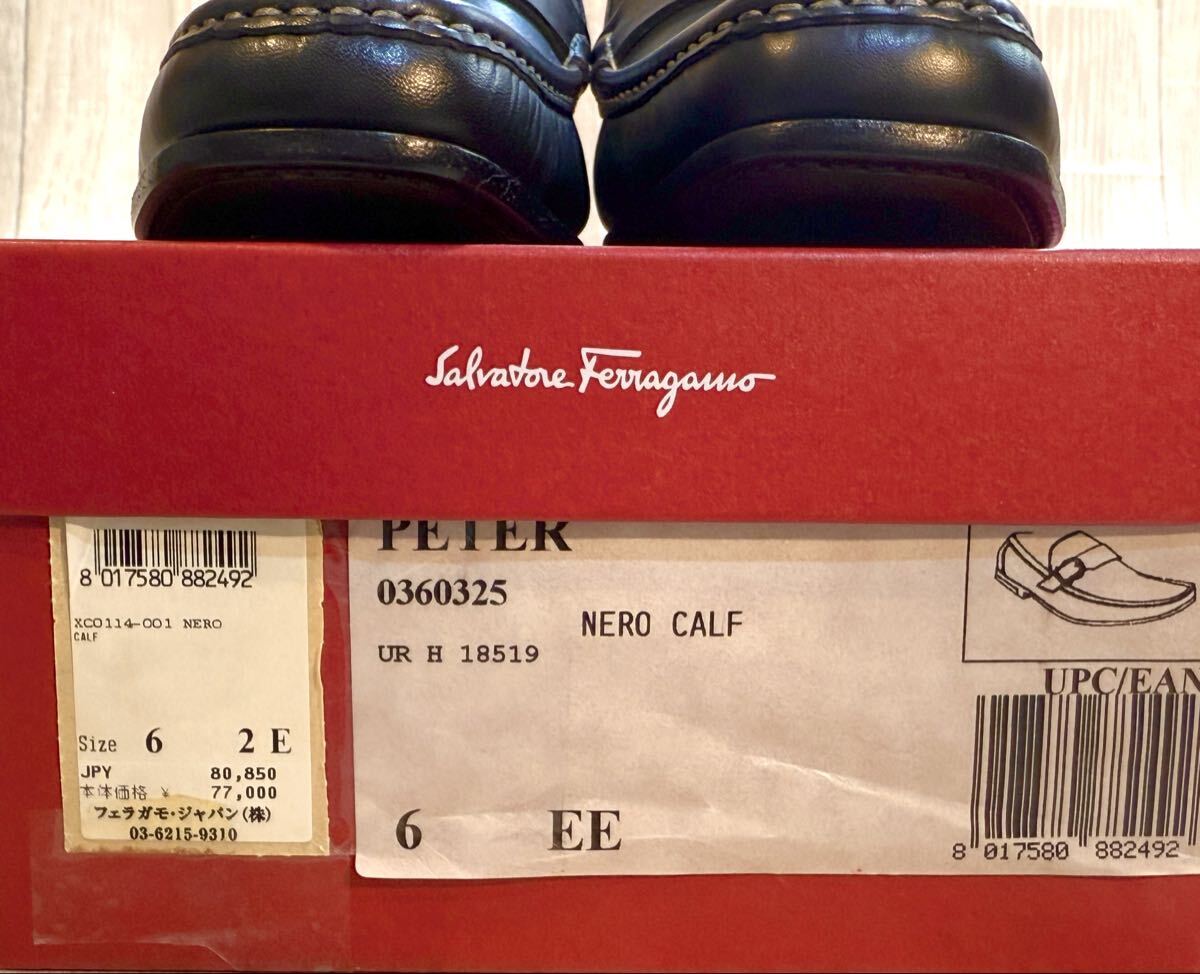 Salvatore Ferragamo
8 017580 882492
XC0114-001 NERO
CALF
Size 6 2 E
JPY 80,850
本体価格 ¥ 77,000
フェラガモ・ジャパン(株)
03-6215-9310
PETER
0360325
NERO CALF
UR H 18519
6 EE
UPC/EAN
8 017580 882492